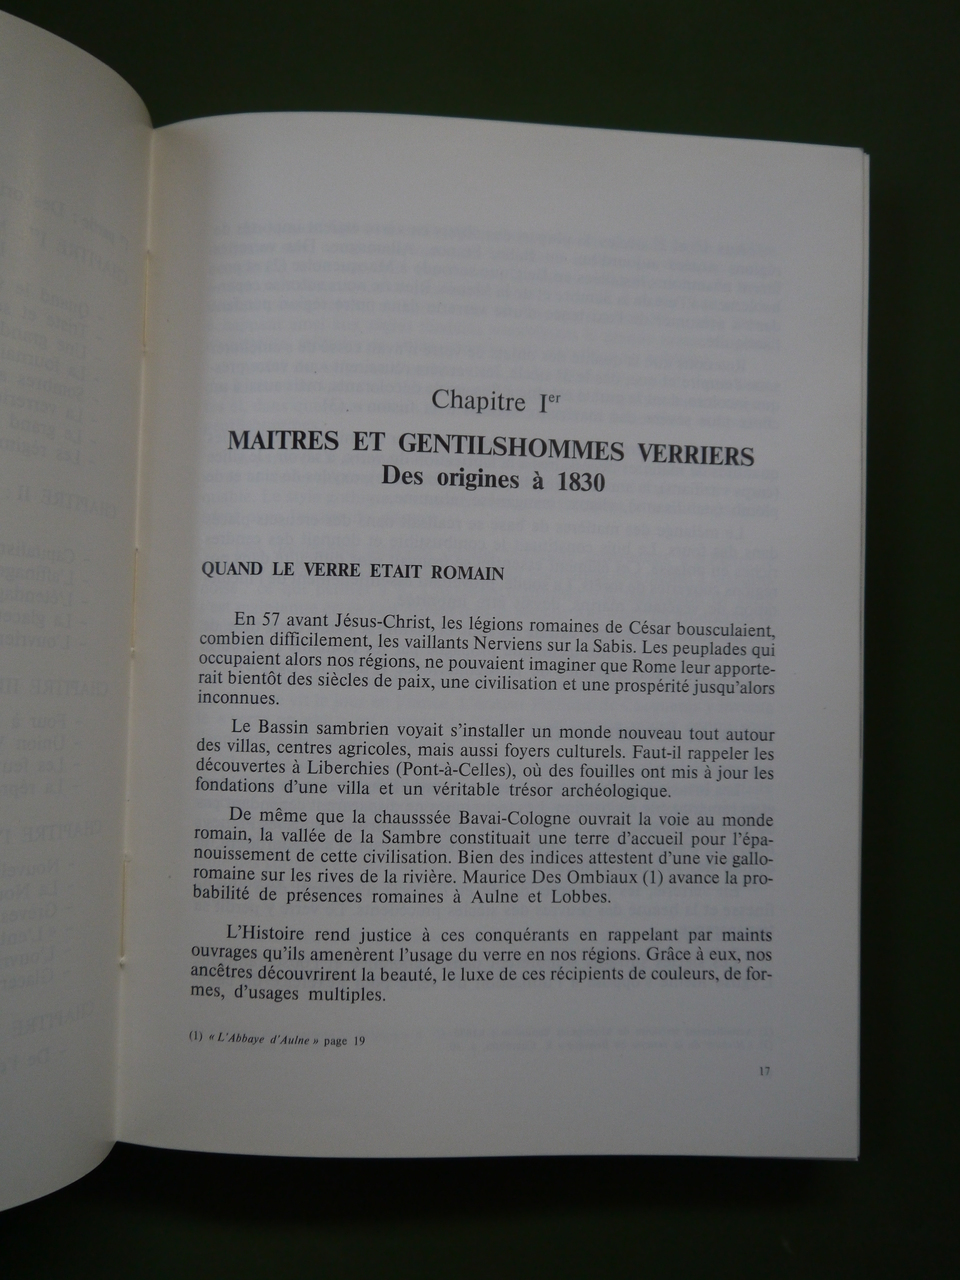 Chapitre Ier
MAITRES ET GENTILSHOMMES VERRIERS
Des origines à 1830
QUAND LE VERRE ETAIT ROMAIN
En 57 avant Jésus-Christ, les légions romaines de César bousculaient,
combien difficilement, les vaillants Nerviens sur la Sabis. Les peuplades qui
occupaient alors nos régions, ne pouvaient imaginer que Rome leur apporte-
rait bientôt des siècles de paix, une civilisation et une prospérité jusqu'alors
inconnues.
Le Bassin sambrien voyait s'installer un monde nouveau tout autour
des villas, centres agricoles, mais aussi foyers culturels. Faut-il rappeler les
découvertes à Liberchies (Pont-à-Celles), où des fouilles ont mis à jour les
fondations d'une villa et un véritable trésor archéologique.
De même que la chausssée Bavai-Cologne ouvrait la voie au monde
romain, la vallée de la Sambre constituait une terre d'accueil pour l'épa-
nouissement de cette civilisation. Bien des indices attestent d'une vie gallo-
romaine sur les rives de la rivière. Maurice Des Ombiaux (1) avance la pro-
babilité de présences romaines à Aulne et Lobbes.
L'Histoire rend justice à ces conquérants en rappelant par maints
ouvrages qu'ils amenèrent l'usage du verre en nos régions. Grâce à eux, nos
ancêtres découvrirent la beauté, le luxe de ces récipients de couleurs, de for-
mes, d'usages multiples.
(1) « L'Abbaye d'Aulne » page 19
17